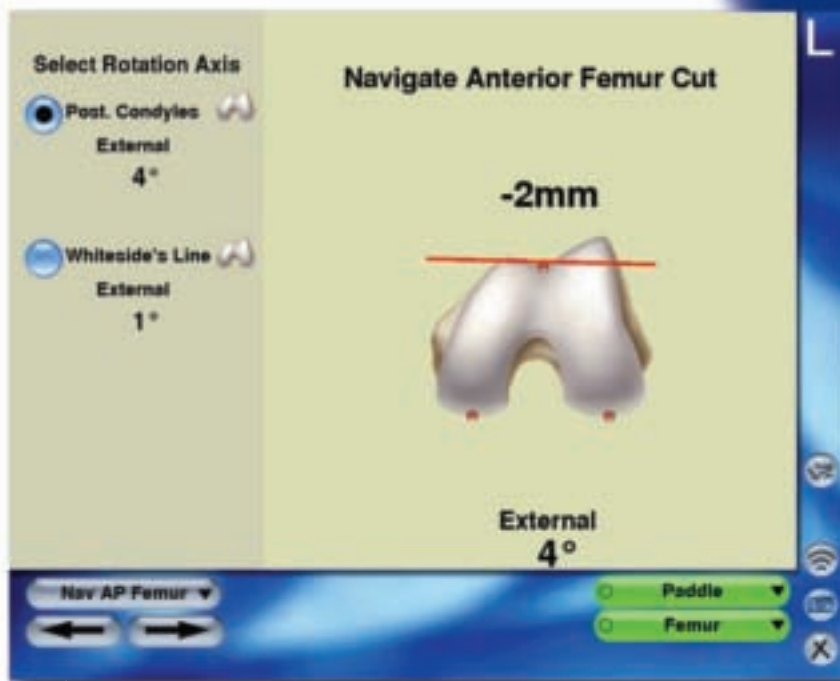 L
Select Rotation Axis
Post. Condyles
External
4°
Whiteside's Line
External
1°
Navigate Anterior Femur Cut
-2mm
External
4°
Nav AP Femur
Paddle
Femur
X